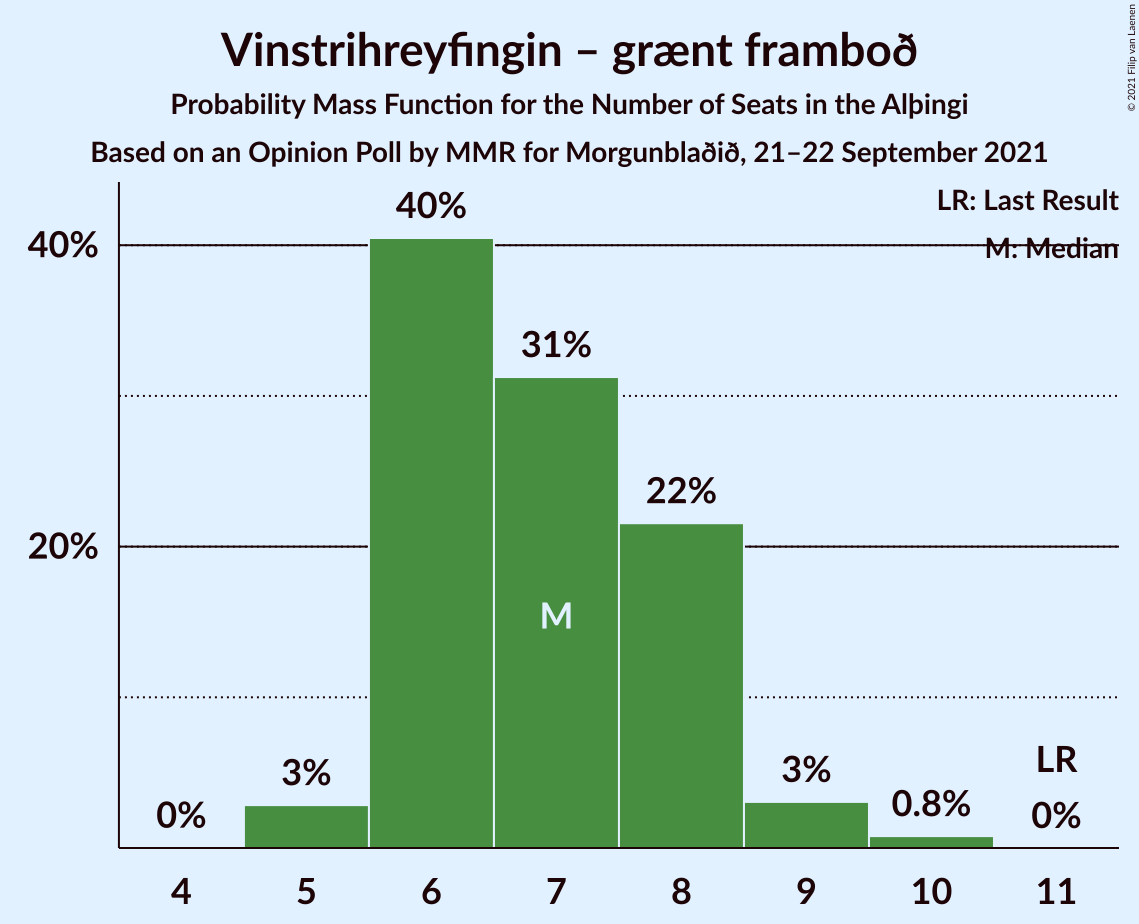 Vinstrihreyfingin – grænt framboð
Probability Mass Function for the Number of Seats in the Alþingi
Based on an Opinion Poll by MMR for Morgunblaðið, 21–22 September 2021
© 2021 Filip van Laenen
LR: Last Result
M: Median
40%
20%
0%
3%
40%
31%
M
22%
3%
0.8%
LR
0%
4 5 6 7 8 9 10 11